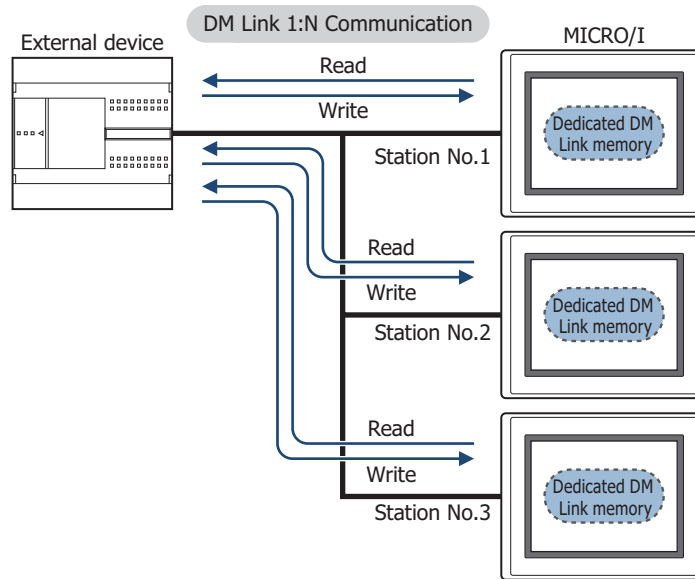 DM Link 1:N Communication
External device
MICRO/I
Read
Write
Dedicated DM
Link memory
Station No.1
Read
Write
Dedicated DM
Link memory
Station No.2
Read
Write
Dedicated DM
Link memory
Station No.3